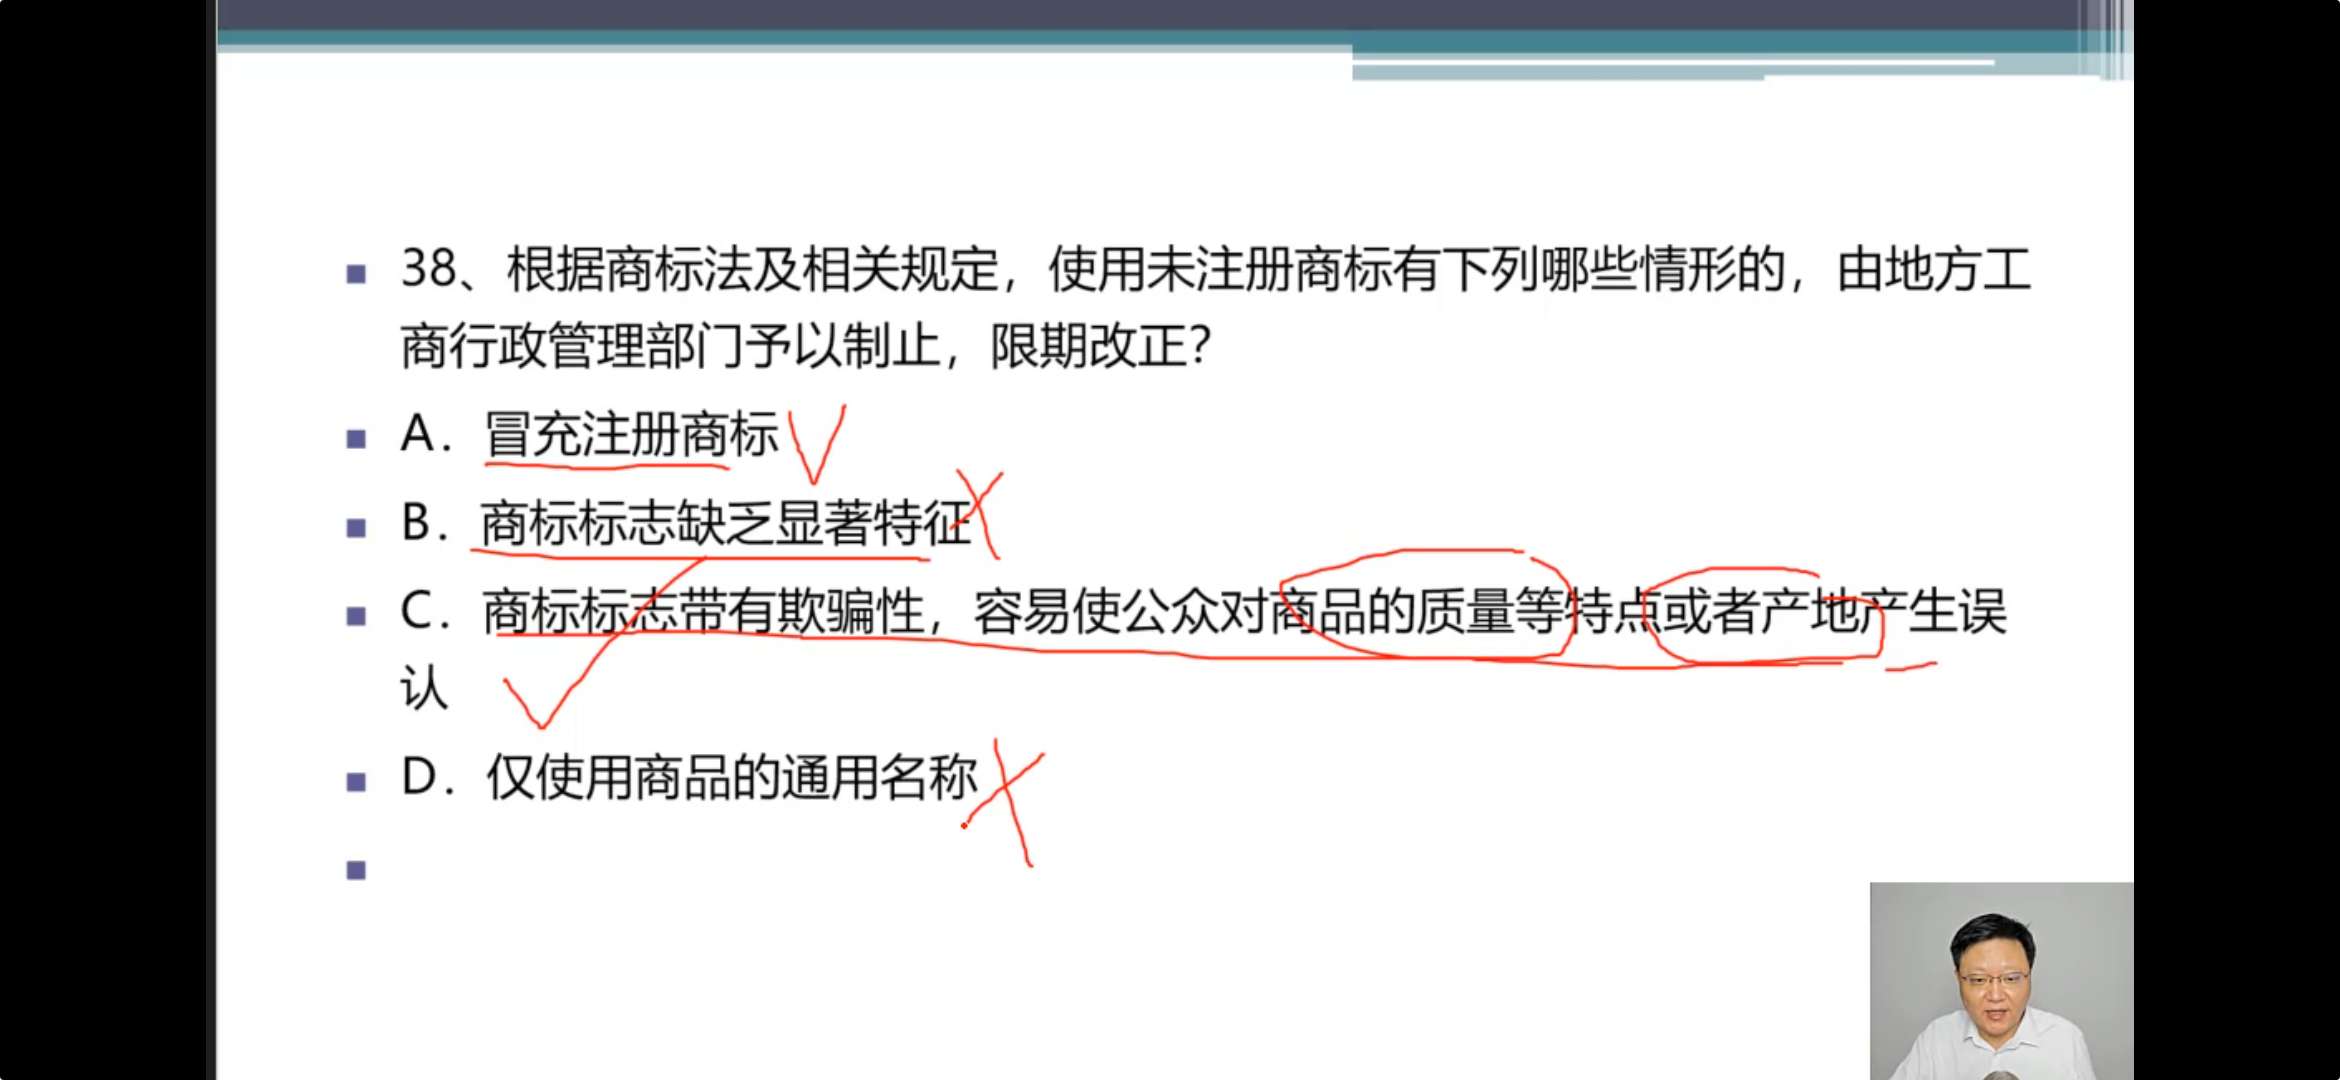 38、根据商标法及相关规定，使用未注册商标有下列哪些情形的，由地方工
商行政管理部门予以制止，限期改正？
A．冒充注册商标
B．商标标志缺乏显著特征
C．商标标志带有欺骗性，容易使公众对商品的质量等特点或者产地产生误
认
D．仅使用商品的通用名称